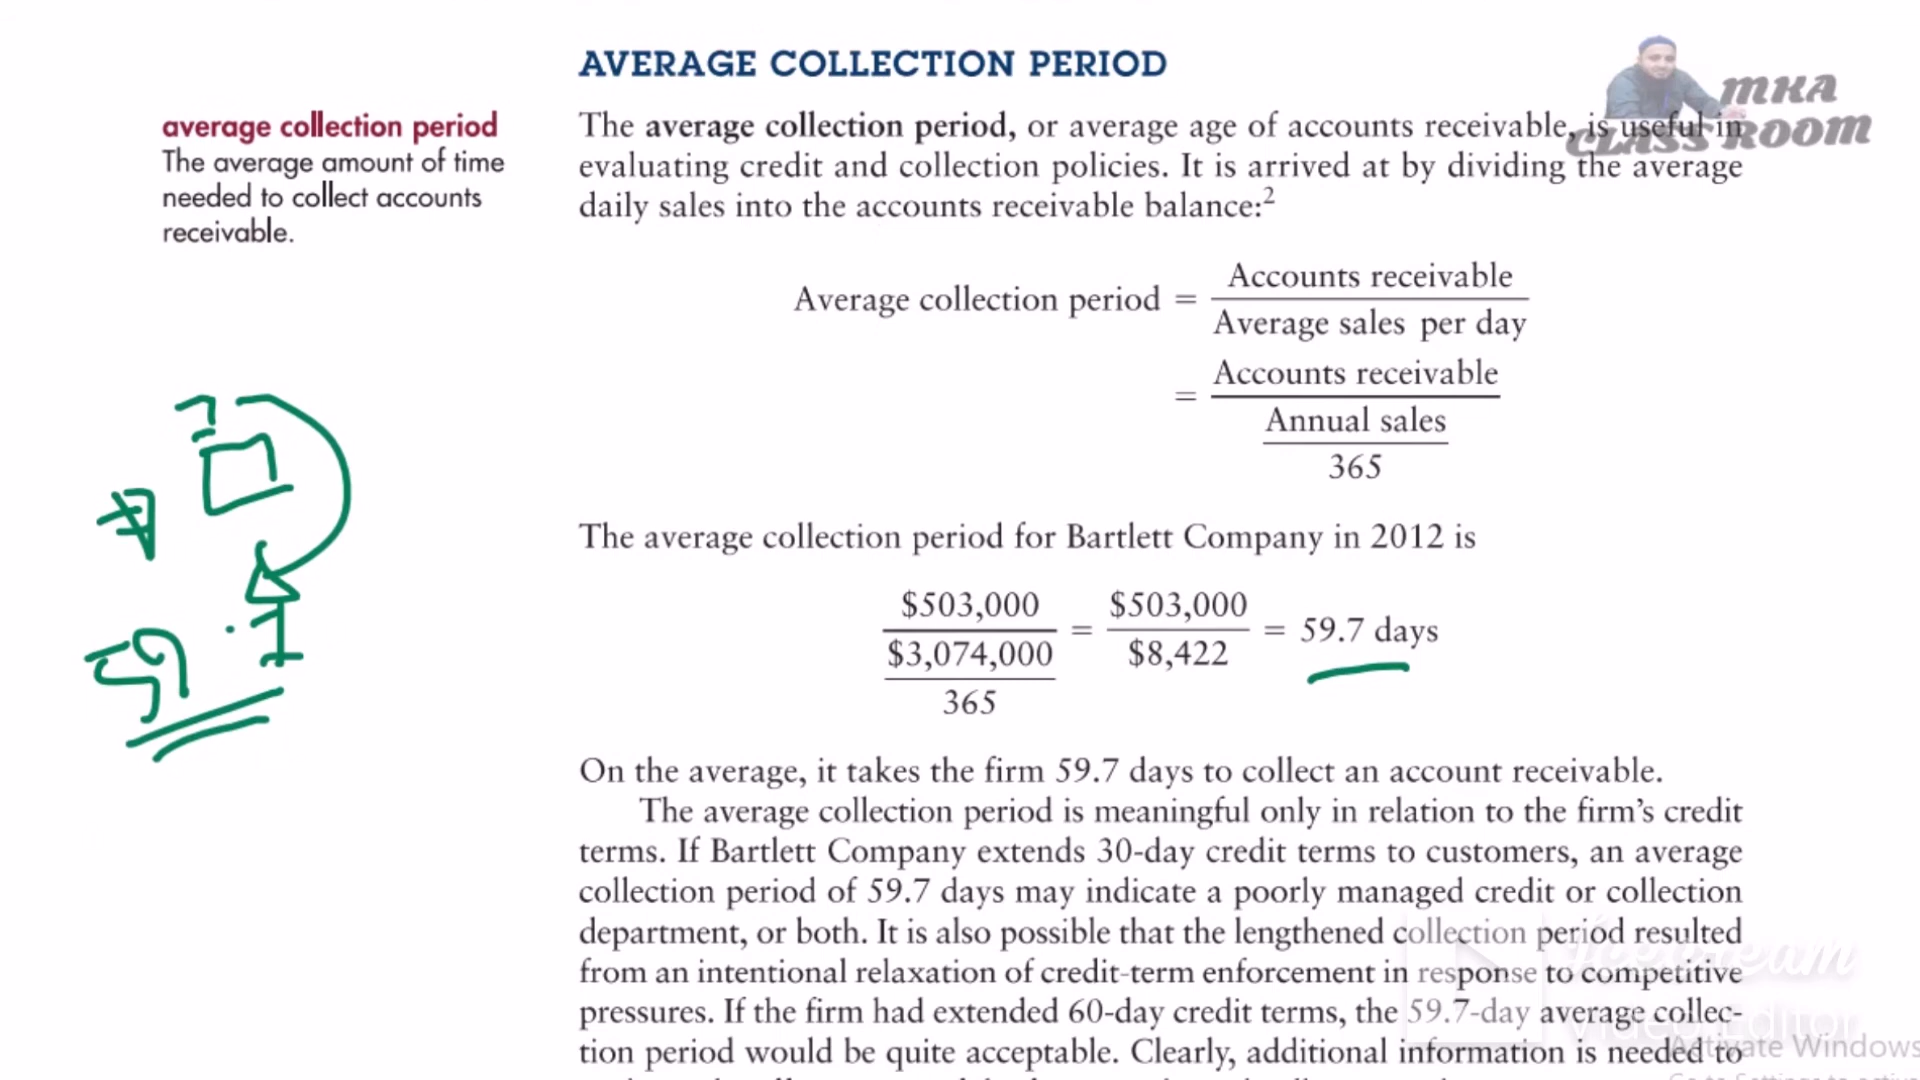 AVERAGE COLLECTION PERIOD
MKA
CLASSROOM
average collection period
The average amount of time
needed to collect accounts
receivable.
The average collection period, or average age of accounts receivable, is useful in
evaluating credit and collection policies. It is arrived at by dividing the average
daily sales into the accounts receivable balance:2
Average collection period = Accounts receivable
Average sales per day
= Accounts receivable
Annual sales
365
The average collection period for Bartlett Company in 2012 is
$503,000 = $503,000 = 59.7 days
$3,074,000 $8,422
365
59
On the average, it takes the firm 59.7 days to collect an account receivable.
The average collection period is meaningful only in relation to the firm's credit
terms. If Bartlett Company extends 30-day credit terms to customers, an average
collection period of 59.7 days may indicate a poorly managed credit or collection
department, or both. It is also possible that the lengthened collection period resulted
from an intentional relaxation of credit-term enforcement in response to competitive
pressures. If the firm had extended 60-day credit terms, the 59.7-day average collec-
tion period would be quite acceptable. Clearly, additional information is needed to
Icecream
Video Editor
Activate Windows